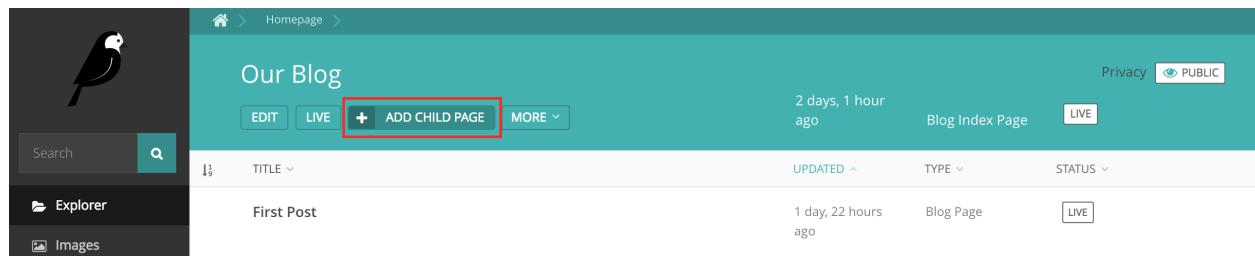 Homepage
Our Blog
Privacy PUBLIC
EDIT LIVE ADD CHILD PAGE MORE
2 days, 1 hour
ago
Blog Index Page
LIVE
Search
TITLE UPDATED TYPE STATUS
Explorer
First Post
1 day, 22 hours
ago
Blog Page
LIVE
Images